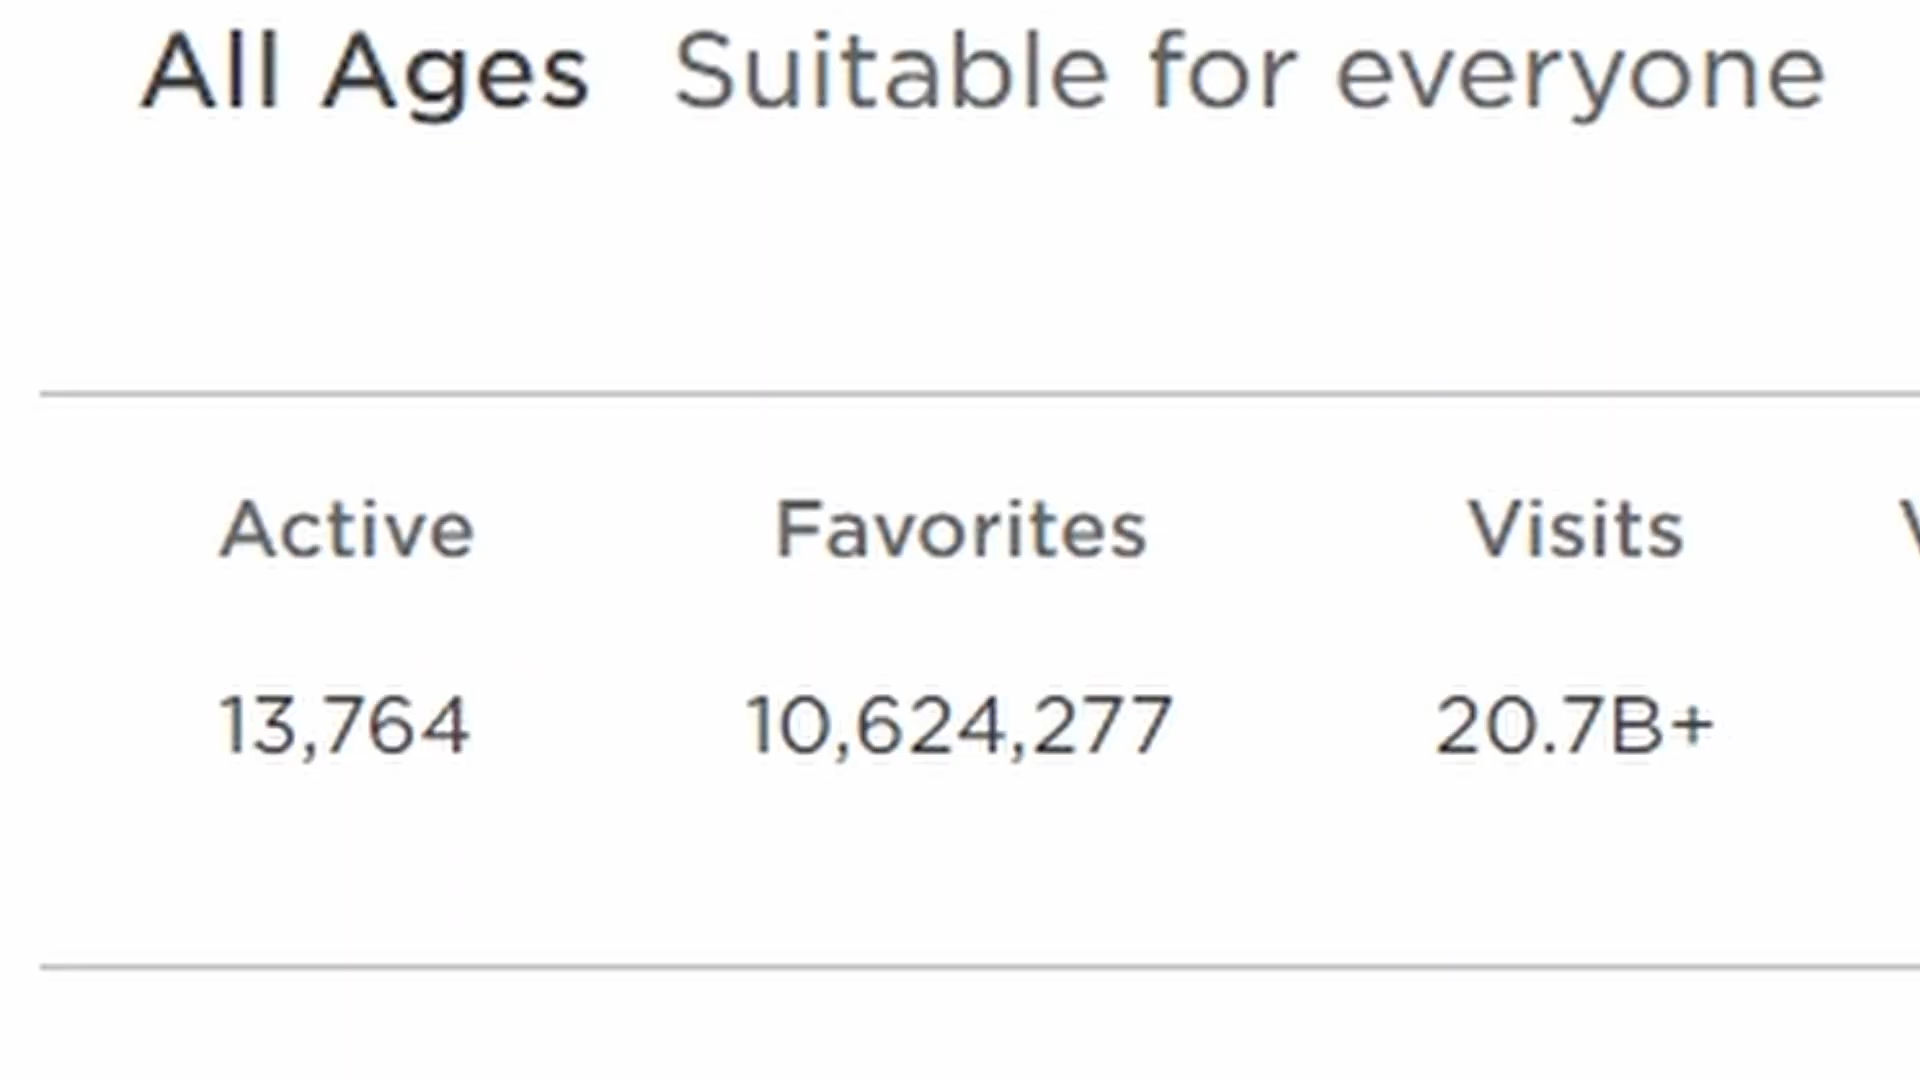 All Ages Suitable for everyone
Active Favorites Visits
13,764 10,624,277 20.7B+